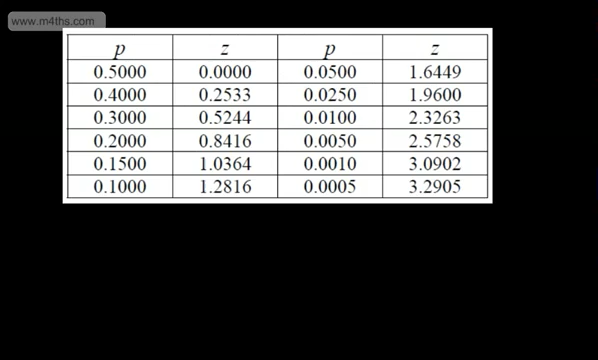 www.m4ths.com
p z p z
0.5000 0.0000 0.0500 1.6449
0.4000 0.2533 0.0250 1.9600
0.3000 0.5244 0.0100 2.3263
0.2000 0.8416 0.0050 2.5758
0.1500 1.0364 0.0010 3.0902
0.1000 1.2816 0.0005 3.2905